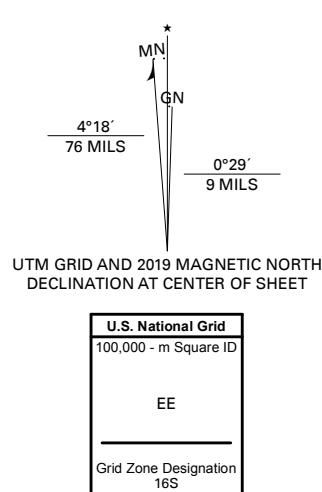 MN
GN
4°18´
76 MILS
0°29´
9 MILS
UTM GRID AND 2019 MAGNETIC NORTH
DECLINATION AT CENTER OF SHEET
U.S. National Grid
100,000 - m Square ID
EE
Grid Zone Designation
16S